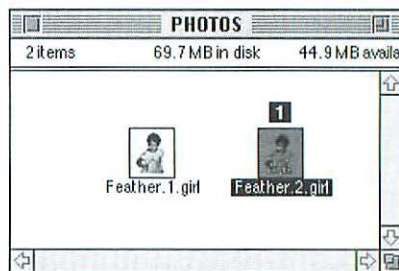 PHOTOS
2 items 69.7 MB in disk 44.9 MB availa
1
Feather.1.girl Feather.2.girl